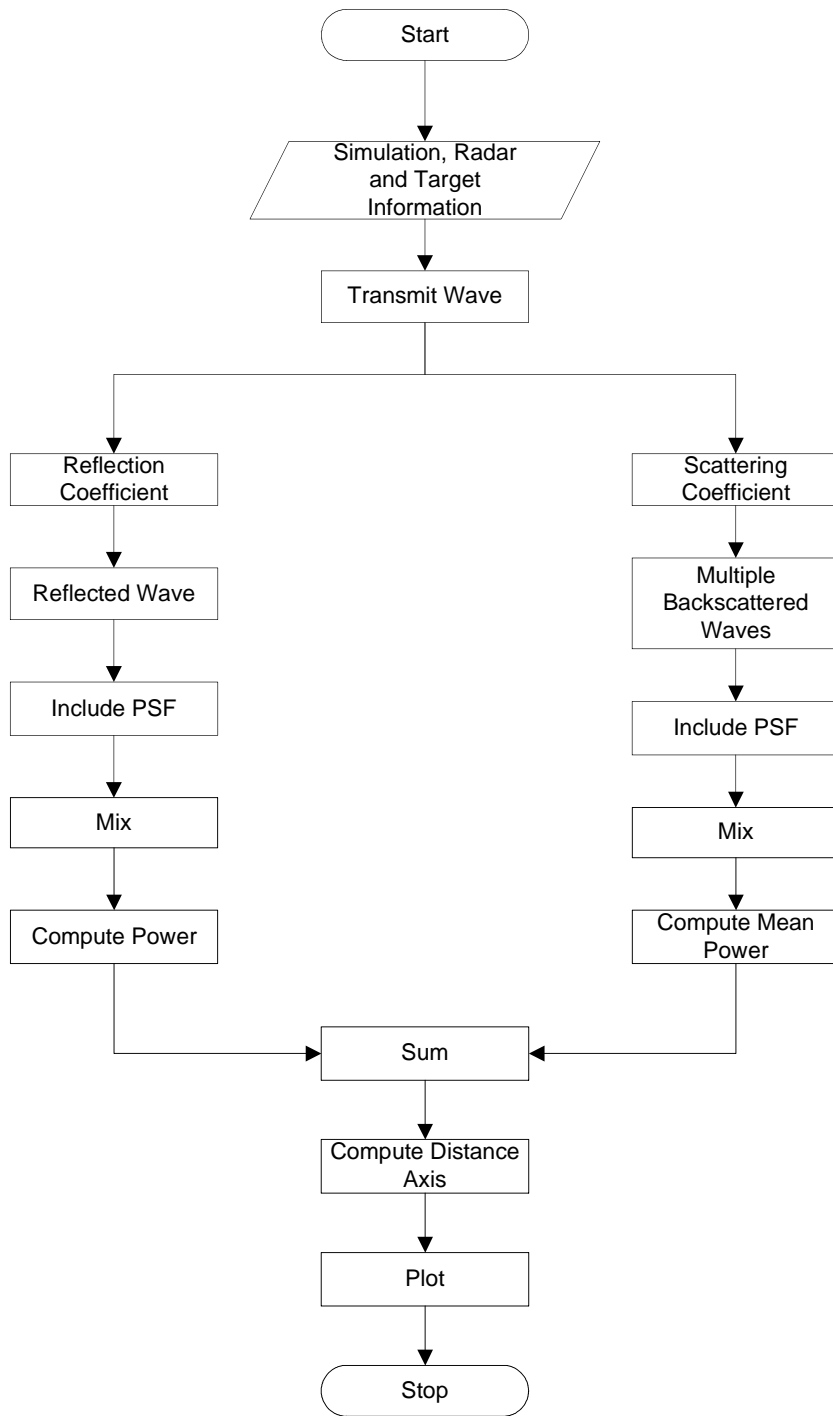 Start
Simulation, Radar
and Target
Information
Transmit Wave
Reflection
Coefficient
Reflected Wave
Include PSF
Mix
Compute Power
Scattering
Coefficient
Multiple
Backscattered
Waves
Include PSF
Mix
Compute Mean
Power
Sum
Compute Distance
Axis
Plot
Stop